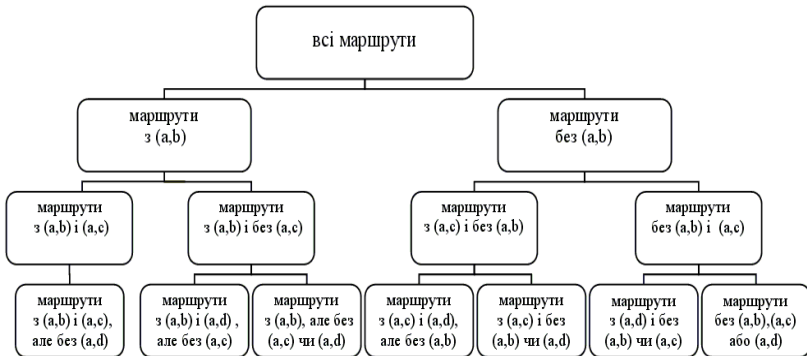 всі маршрути
маршрути
з (a,b)
маршрути
без (a,b)
маршрути
з (a,b) і (a,c)
маршрути
з (a,b) і без (a,c)
маршрути
з (a,c) і без (a,b)
маршрути
без (a,b) і (a,c)
маршрути
з (a,b) і (a,c),
але без (a,d)
маршрути
з (a,b) і (a,d) ,
але без (a,c)
маршрути
з (a,b), але без
(a,c) чи (a,d)
маршрути
з (a,c) і (a,d),
але без (a,b)
маршрути
з (a,c) і без
(a,b) чи (a,d)
маршрути
з (a,d) і без
(a,b) чи (a,c)
маршрути
без (a,b),(a,c)
або (a,d)